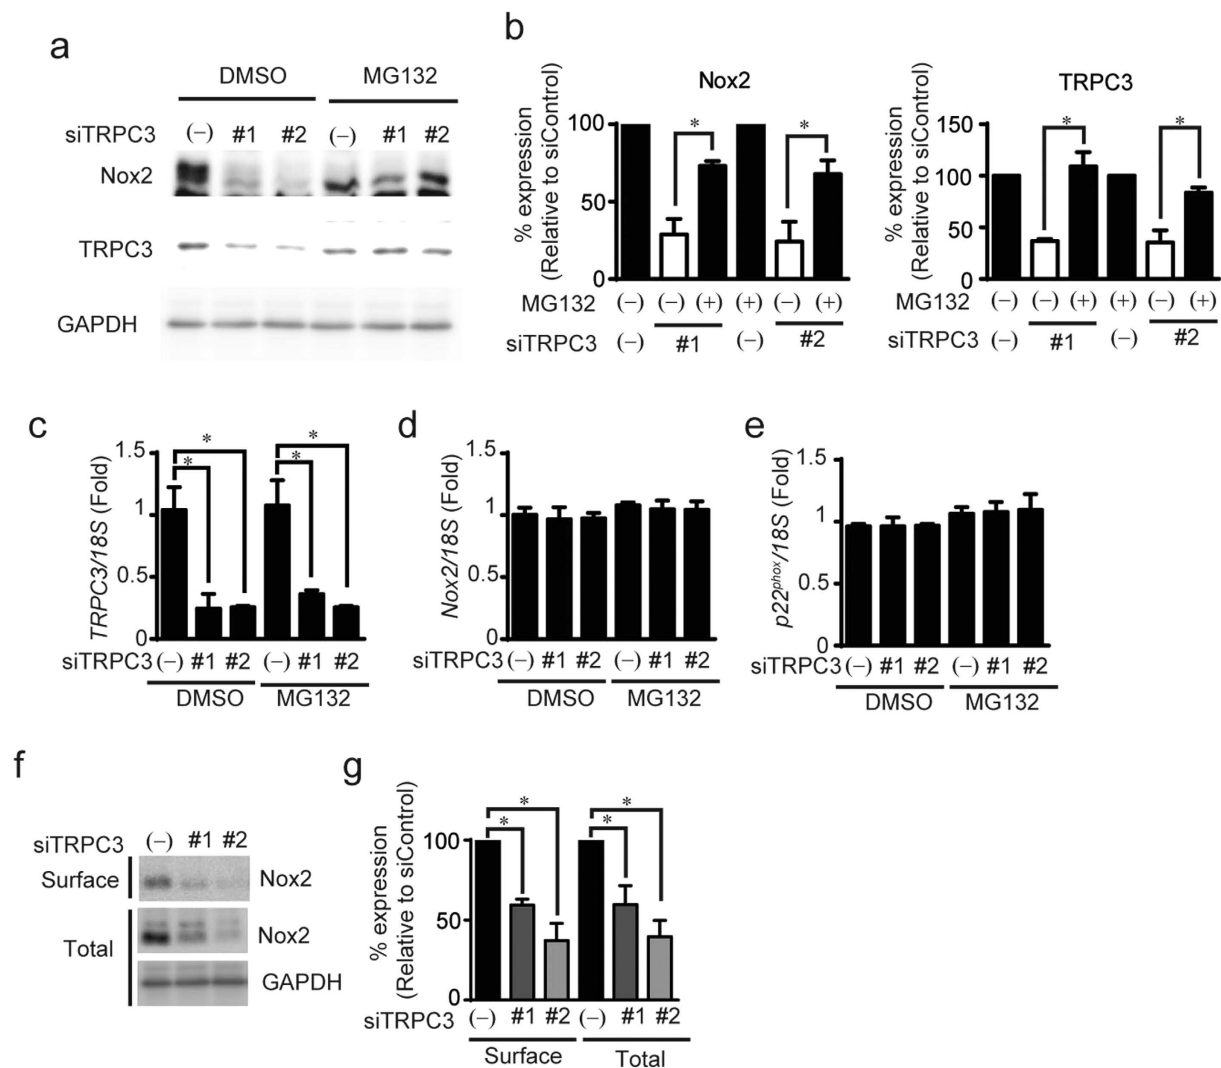 a
DMSO MG132
siTRPC3 (–) #1 #2 (–) #1 #2
Nox2
TRPC3
GAPDH
b
Nox2
% expression
(Relative to siControl)
100
50
0
* *
MG132 (–) (–) (+) (+) (–) (+)
siTRPC3 (–) #1 (–) #2
TRPC3
% expression
(Relative to siControl)
150
100
50
0
* *
MG132 (–) (–) (+) (+) (–) (+)
siTRPC3 (–) #1 (–) #2
c
TRPC3/18S (Fold)
1.5
1
0.5
0
* * * *
siTRPC3 (–) #1 #2 (–) #1 #2
DMSO MG132
d
Nox2/18S (Fold)
1.5
1
0.5
0
siTRPC3 (–) #1 #2 (–) #1 #2
DMSO MG132
e
p22phox/18S (Fold)
1.5
1
0.5
0
siTRPC3 (–) #1 #2 (–) #1 #2
DMSO MG132
f
siTRPC3 (–) #1 #2
Surface Nox2
Total Nox2
GAPDH
g
% expression
(Relative to siControl)
100
50
0
* * * *
siTRPC3 (–) #1 #2 (–) #1 #2
Surface Total